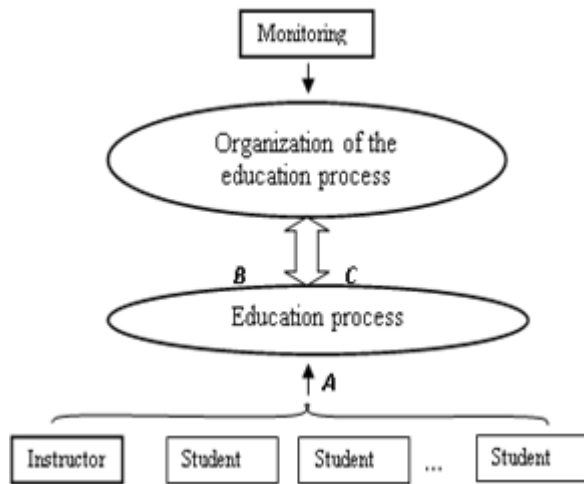 Monitoring
Organization of the
education process
B C
Education process
A
Instructor Student Student ... Student